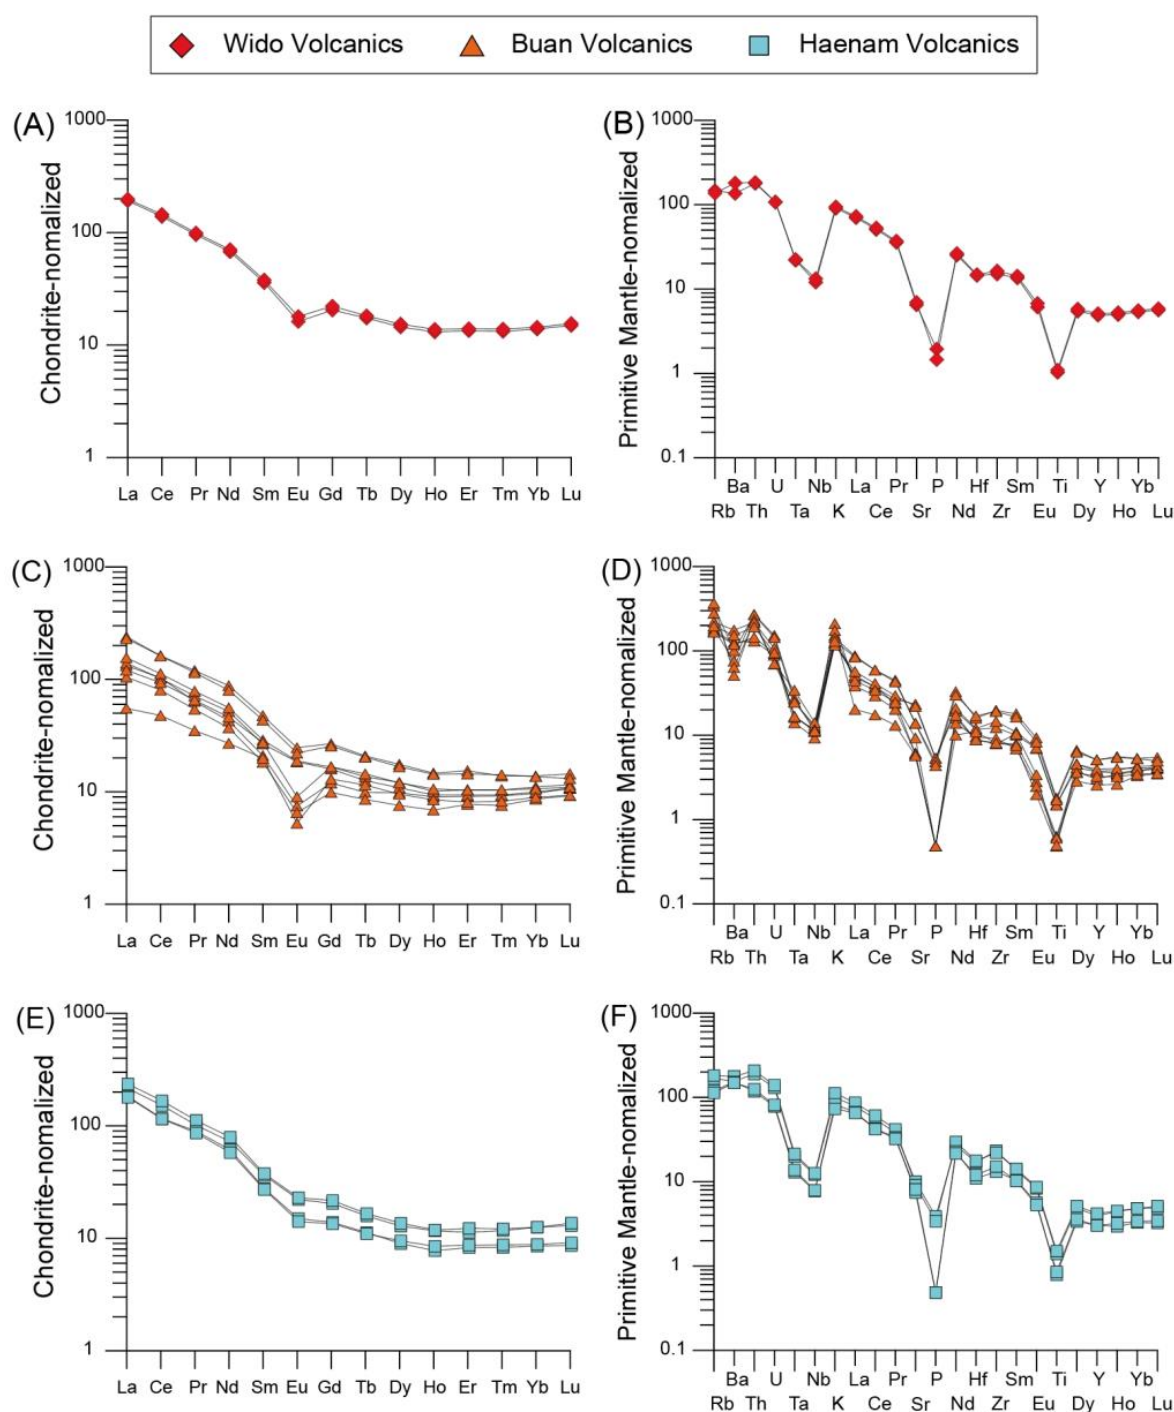 Wido Volcanics Buan Volcanics Haenam Volcanics
(A)
Chondrite-nomalized
1000
100
10
1
La Ce Pr Nd Sm Eu Gd Tb Dy Ho Er Tm Yb Lu
(B)
Primitive Mantle-nomalized
1000
100
10
1
0.1
Ba U Nb La Pr P Hf Sm Ti Y Yb
Rb Th Ta K Ce Sr Nd Zr Eu Dy Ho Lu
(C)
Chondrite-nomalized
1000
100
10
1
La Ce Pr Nd Sm Eu Gd Tb Dy Ho Er Tm Yb Lu
(D)
Primitive Mantle-nomalized
1000
100
10
1
0.1
Ba U Nb La Pr P Hf Sm Ti Y Yb
Rb Th Ta K Ce Sr Nd Zr Eu Dy Ho Lu
(E)
Chondrite-nomalized
1000
100
10
1
La Ce Pr Nd Sm Eu Gd Tb Dy Ho Er Tm Yb Lu
(F)
Primitive Mantle-nomalized
1000
100
10
1
0.1
Ba U Nb La Pr P Hf Sm Ti Y Yb
Rb Th Ta K Ce Sr Nd Zr Eu Dy Ho Lu